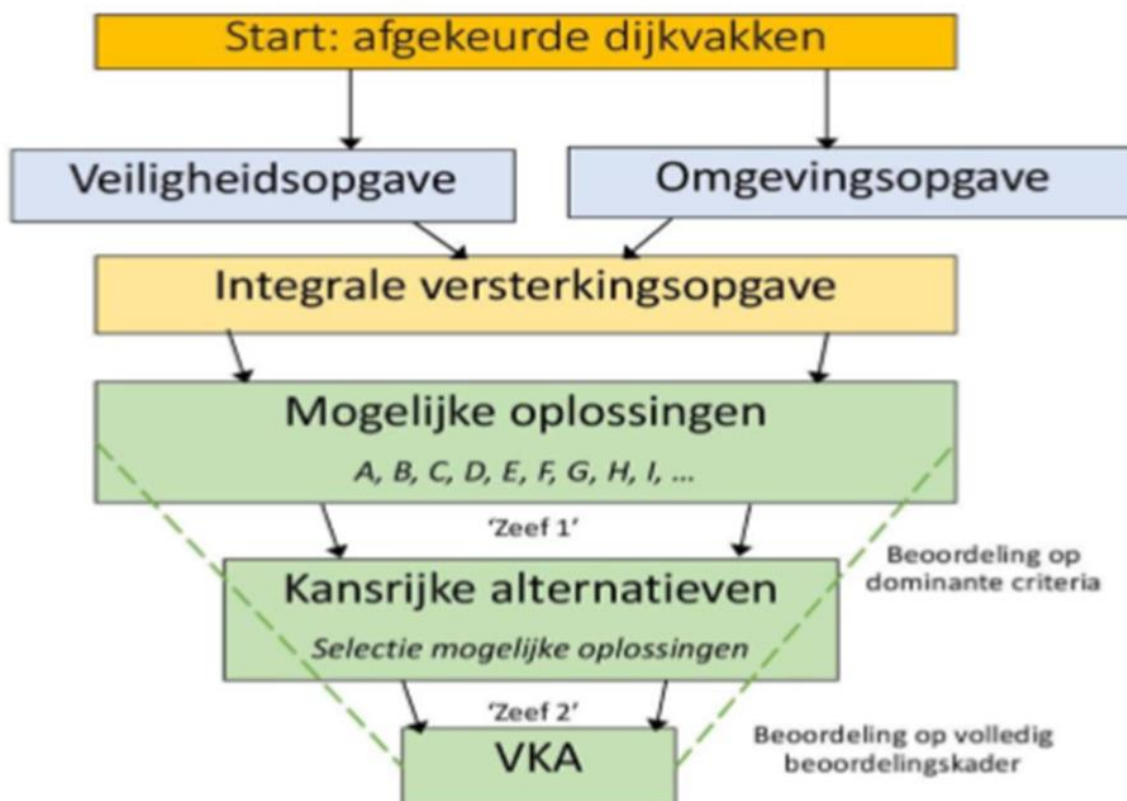 Start: afgekeurde dijkvakken
Veiligheidsopgave
Omgevingsopgave
Integrale versterkingsopgave
Mogelijke oplossingen
A, B, C, D, E, F, G, H, I, ...
'Zeef 1'
Beoordeling op
dominante criteria
Kansrijke alternatieven
Selectie mogelijke oplossingen
'Zeef 2'
Beoordeling op volledig
beoordelingskader
VKA